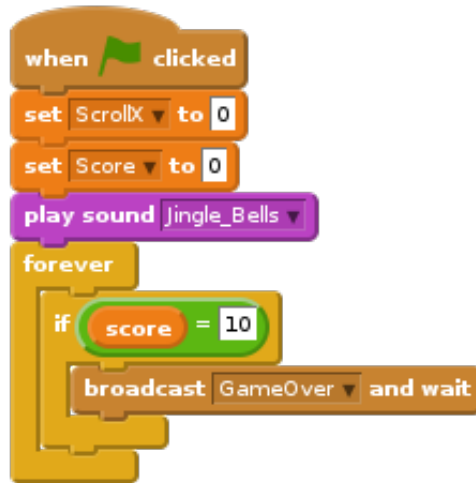 when clicked
set ScrollX to 0
set Score to 0
play sound Jingle_Bells
forever
if score = 10
broadcast GameOver and wait